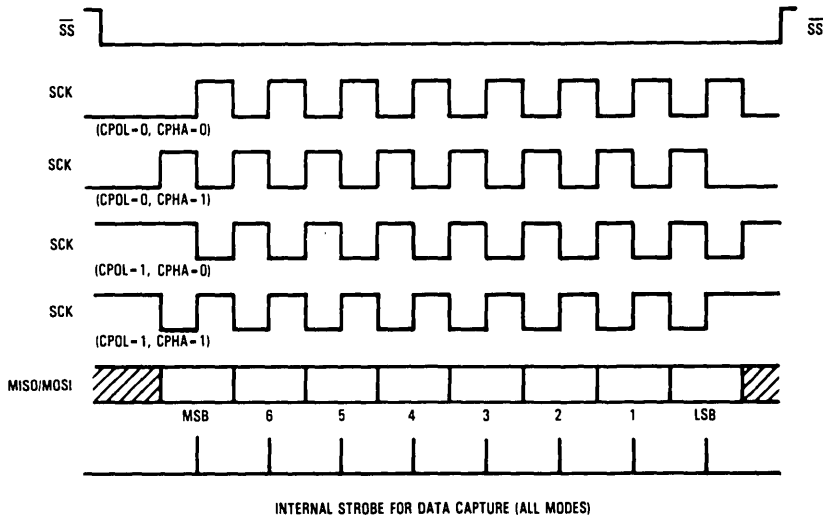 SS SS
SCK
(CPOL=0, CPHA=0)
SCK
(CPOL=0, CPHA=1)
SCK
(CPOL=1, CPHA=0)
SCK
(CPOL=1, CPHA=1)
MISO/MOSI
MSB 6 5 4 3 2 1 LSB
INTERNAL STROBE FOR DATA CAPTURE (ALL MODES)